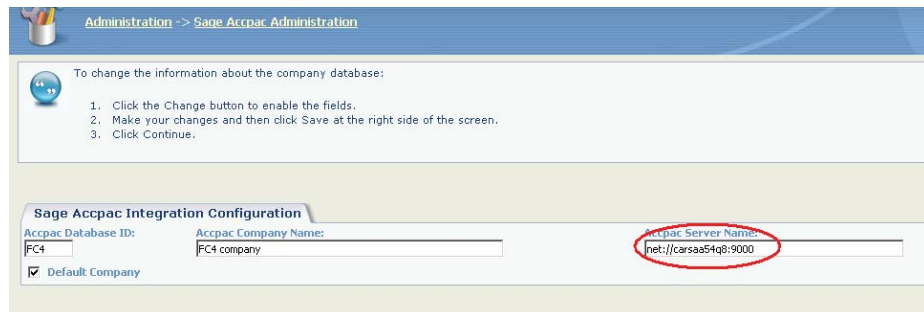 Administration -> Sage Accpac Administration
To change the information about the company database:
1. Click the Change button to enable the fields.
2. Make your changes and then click Save at the right side of the screen.
3. Click Continue.
Sage Accpac Integration Configuration
Accpac Database ID: Accpac Company Name: Accpac Server Name:
FC4 FC4 company net://carsaa54q8:9000
Default Company